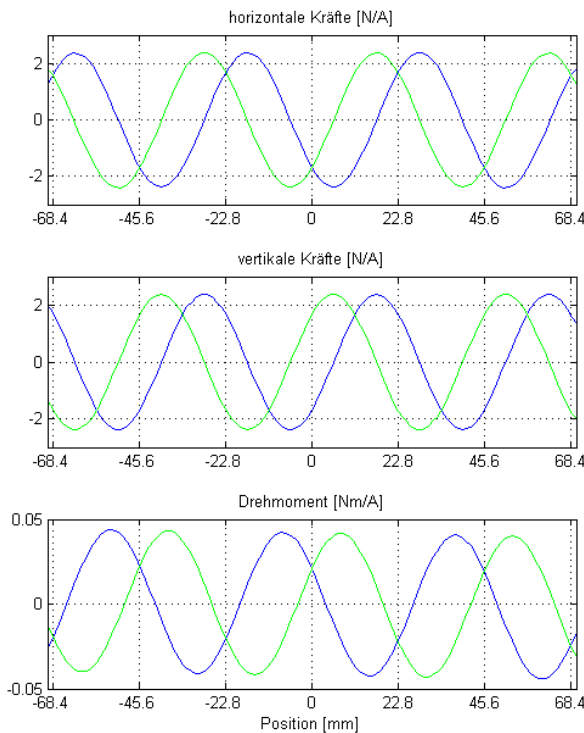 horizontale Kräfte [N/A]
2
0
-2
-68.4 -45.6 -22.8 0 22.8 45.6 68.4
vertikale Kräfte [N/A]
2
0
-2
-68.4 -45.6 -22.8 0 22.8 45.6 68.4
Drehmoment [Nm/A]
0.05
0
-0.05
-68.4 -45.6 -22.8 0 22.8 45.6 68.4
Position [mm]